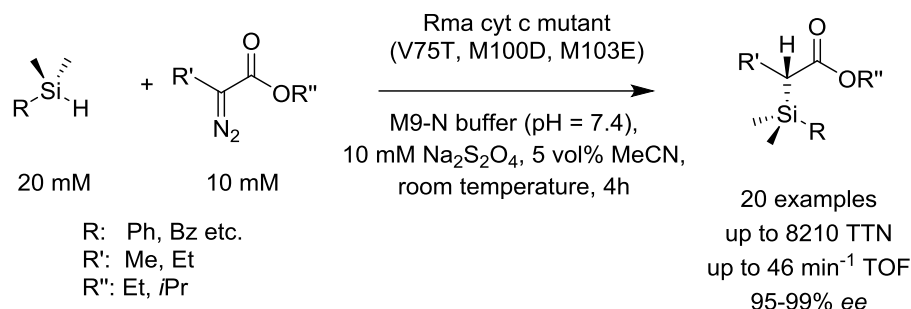 Rma cyt c mutant
(V75T, M100D, M103E)
R Si H
+
R' O OR'' N2
M9-N buffer (pH = 7.4),
10 mM Na2S2O4, 5 vol% MeCN,
room temperature, 4h
R' H O OR'' Si R
20 mM
10 mM
R: Ph, Bz etc.
R': Me, Et
R'': Et, iPr
20 examples
up to 8210 TTN
up to 46 min-1 TOF
95-99% ee